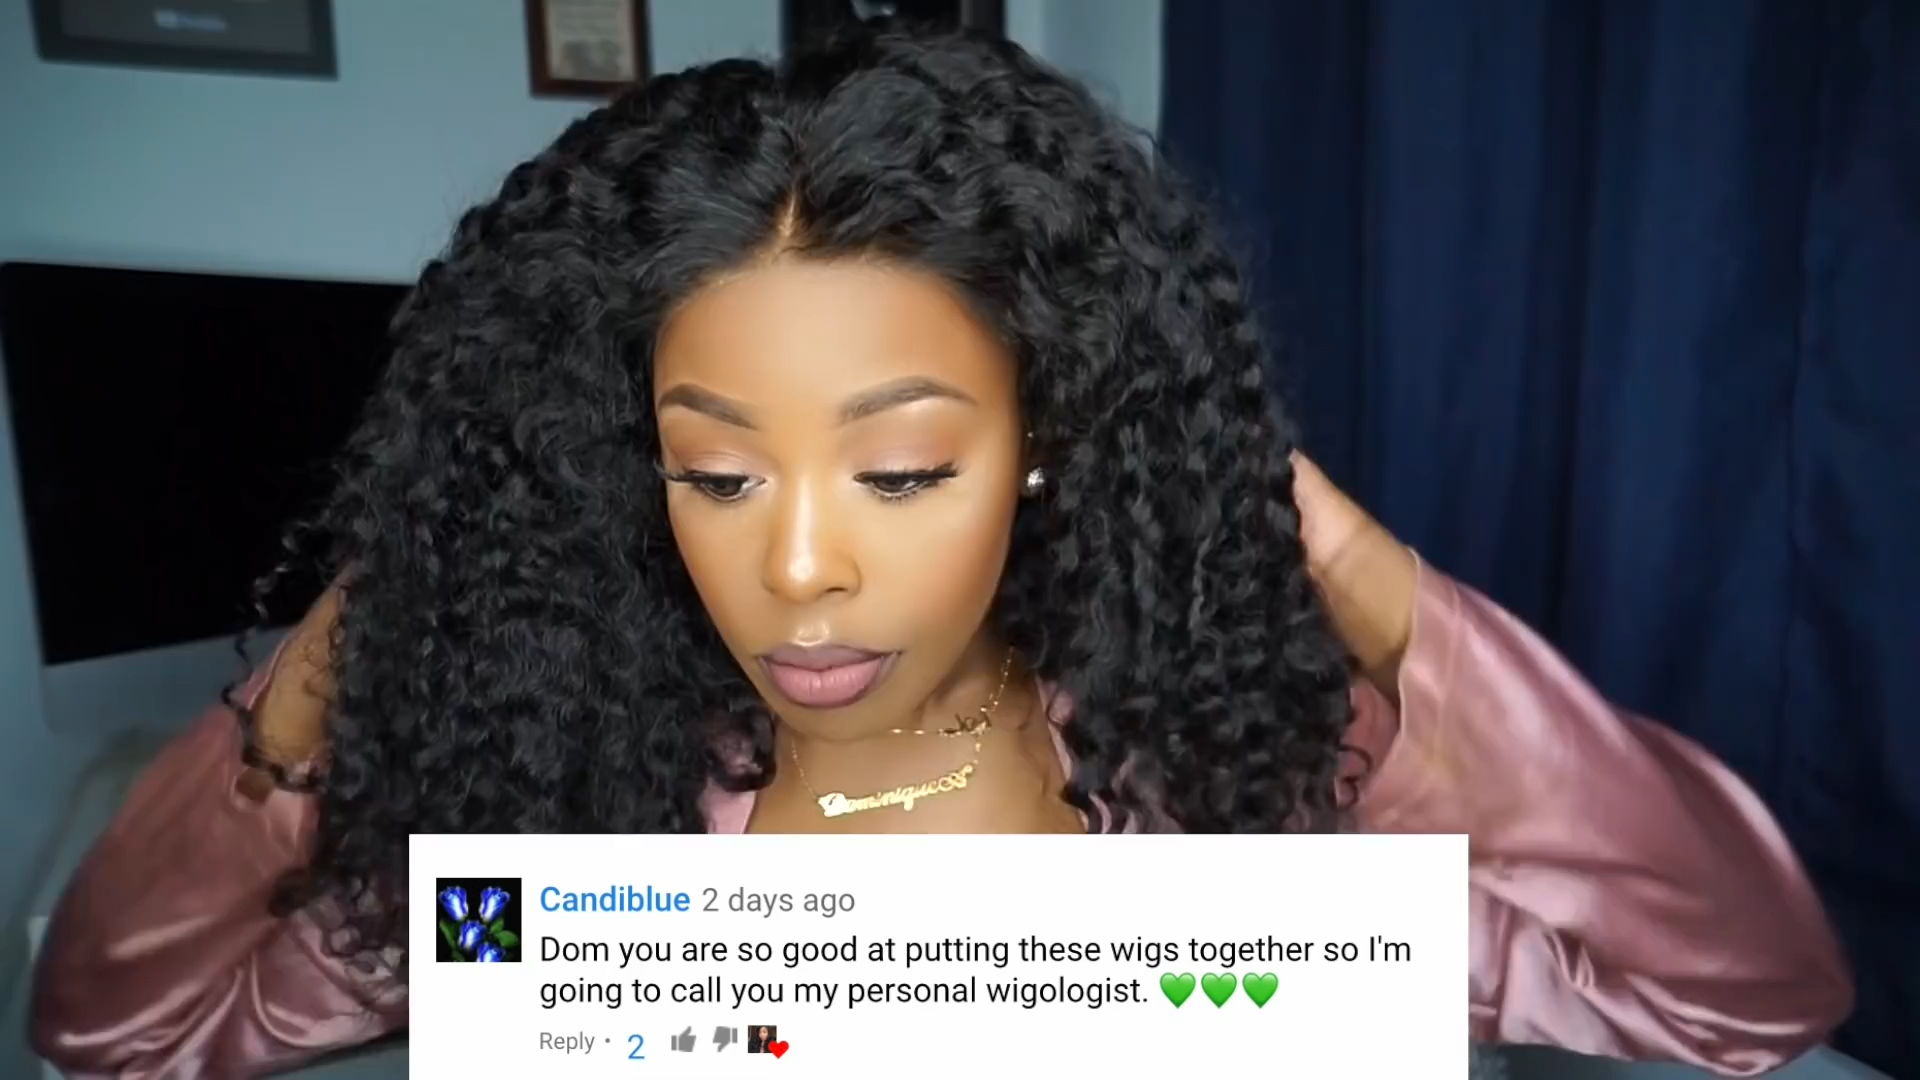 Dominique
Candiblue 2 days ago
Dom you are so good at putting these wigs together so I'm
going to call you my personal wigologist. 💚💚💚
Reply • 2